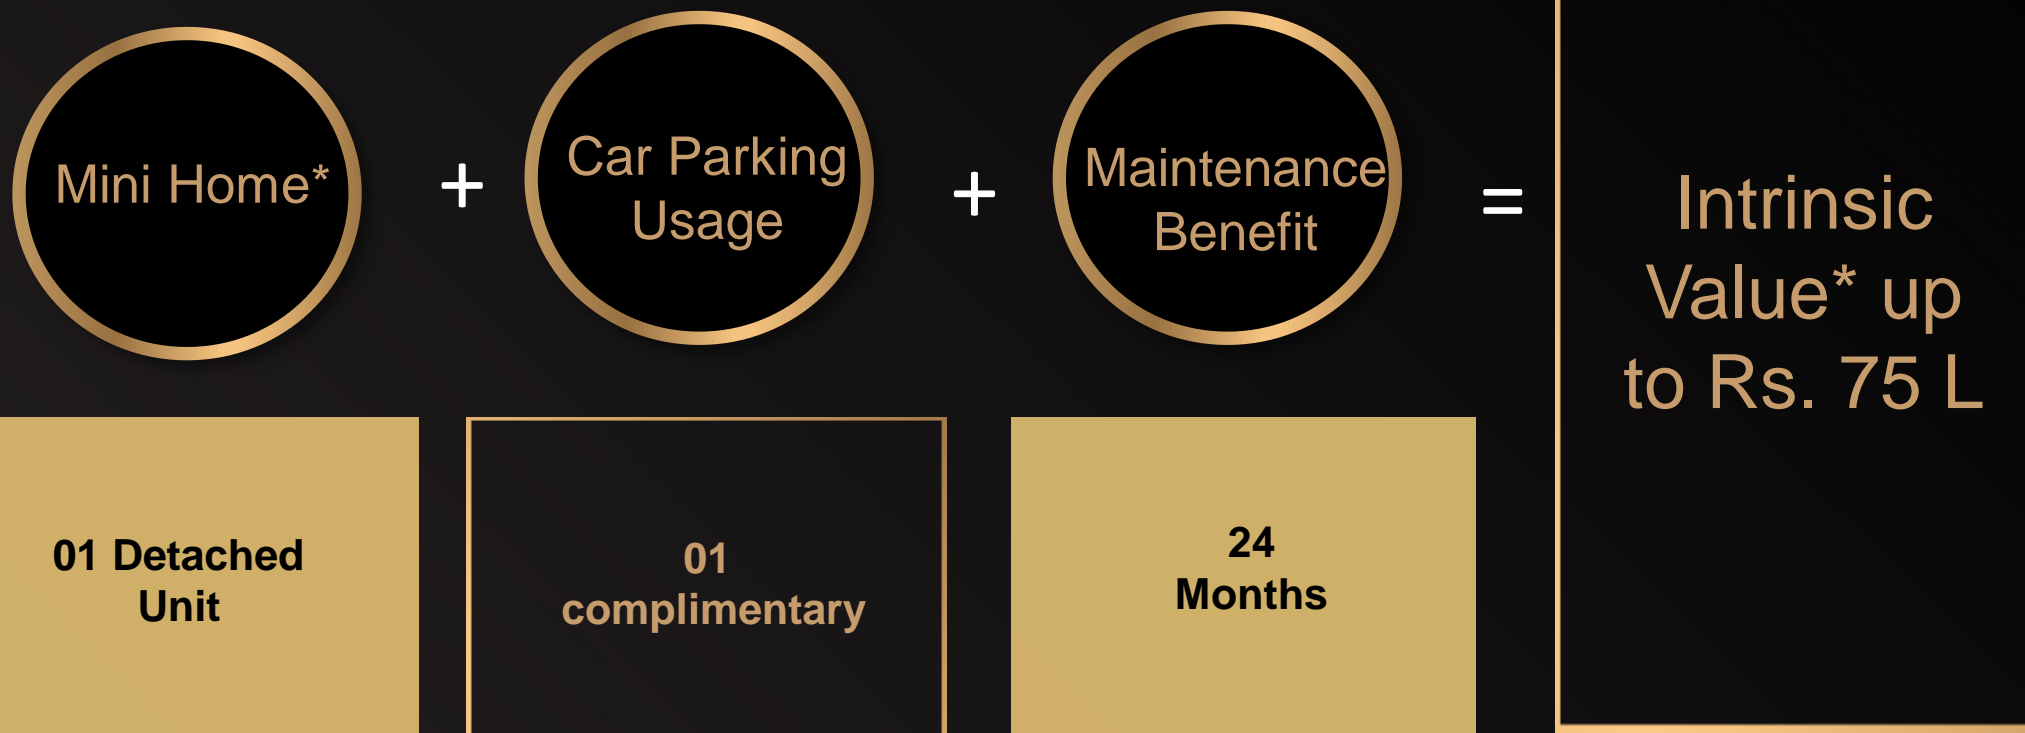 Mini Home*
+
Car Parking
Usage
+
Maintenance
Benefit
=
Intrinsic
Value* up
to Rs. 75 L
01 Detached
Unit
01
complimentary
24
Months